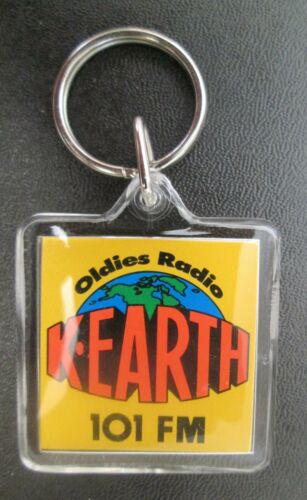 Oldies Radio
K·EARTH
101 FM